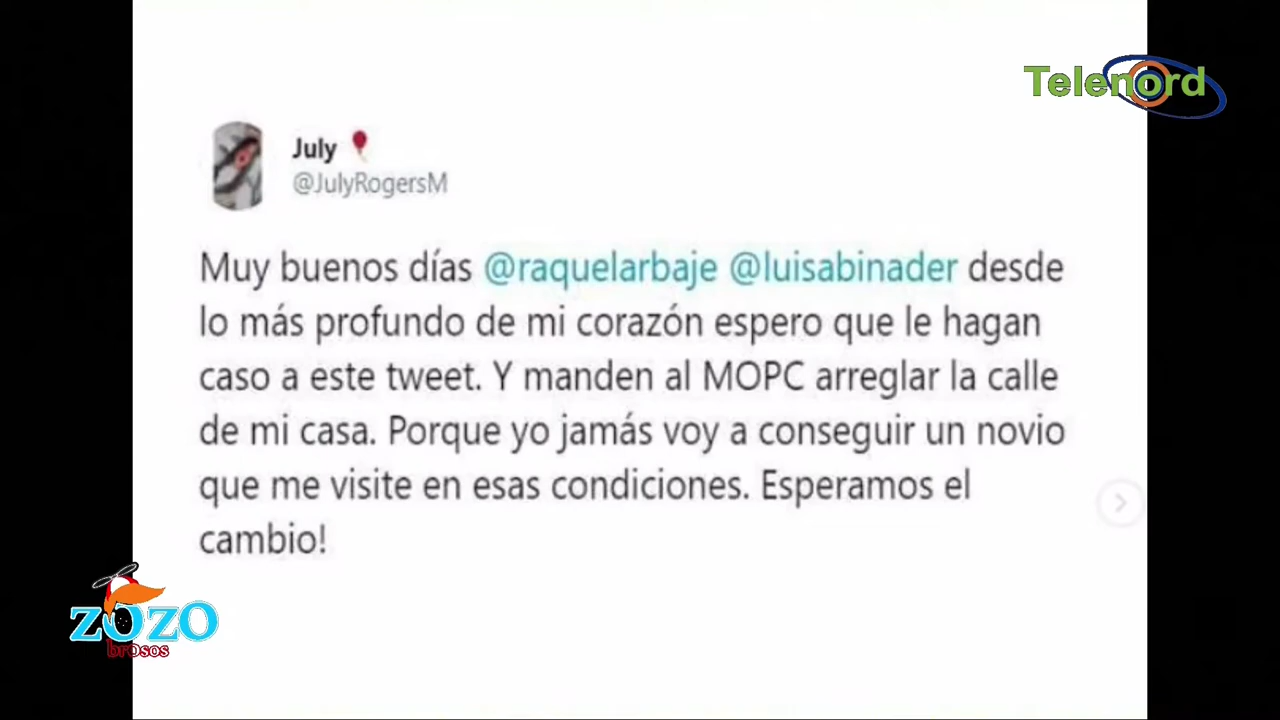 Telenord
July
@JulyRogersM
Muy buenos días @raquelarbaje @luisabinader desde
lo más profundo de mi corazón espero que le hagan
caso a este tweet. Y manden al MOPC arreglar la calle
de mi casa. Porque yo jamás voy a conseguir un novio
que me visite en esas condiciones. Esperamos el
cambio!
zozo
brosos